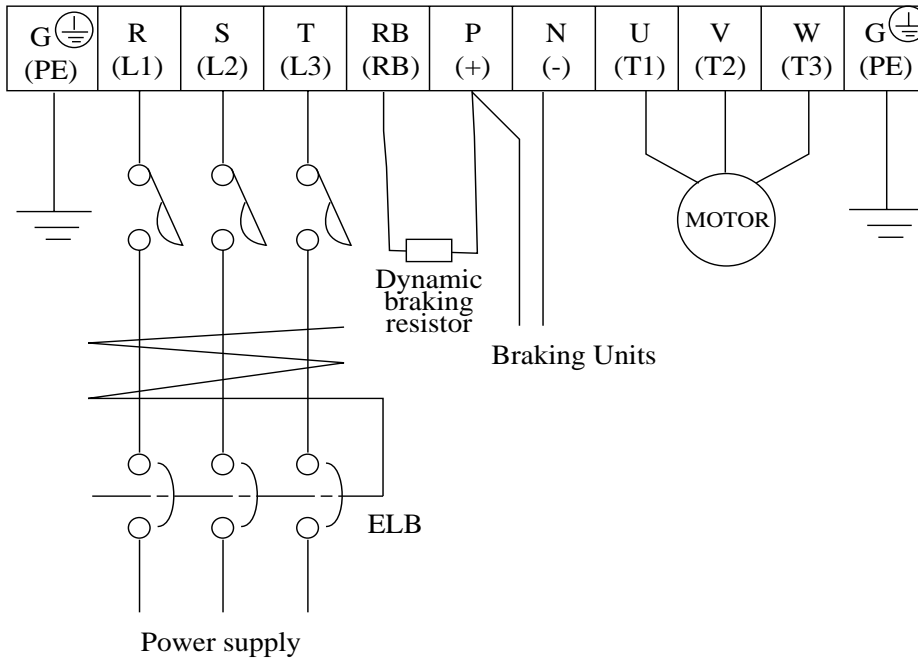 G R S T RB P N U V W G
(PE) (L1) (L2) (L3) (RB) (+) (-) (T1) (T2) (T3) (PE)
MOTOR
Dynamic
braking
resistor
Braking Units
ELB
Power supply